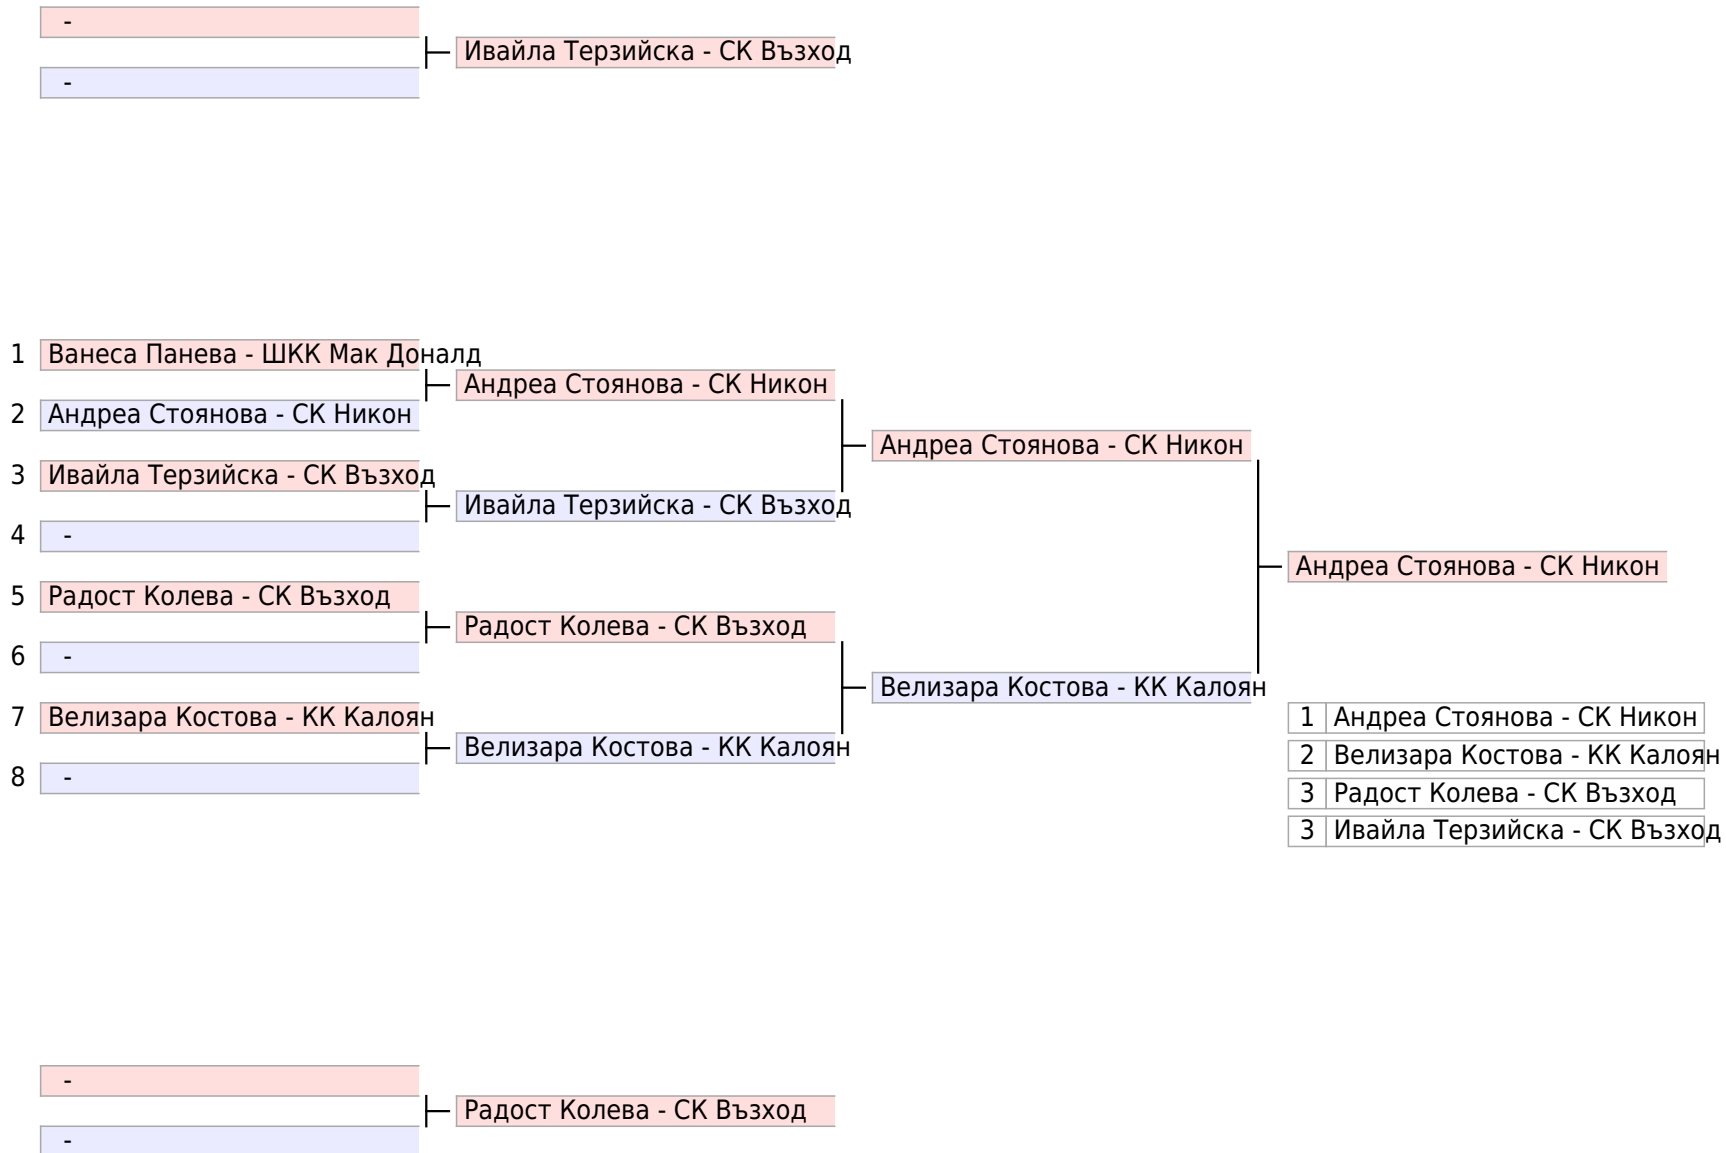 -
Ивайла Терзийска - СК Възход
-
1 Ванеса Панева - ШКК Мак Доналд
Андреа Стоянова - СК Никон
2 Андреа Стоянова - СК Никон
Андреа Стоянова - СК Никон
3 Ивайла Терзийска - СК Възход
Ивайла Терзийска - СК Възход
4 -
Андреа Стоянова - СК Никон
5 Радост Колева - СК Възход
Радост Колева - СК Възход
6 -
Велизара Костова - КК Калоян
7 Велизара Костова - КК Калоян
Велизара Костова - КК Калоян
8 -
1 Андреа Стоянова - СК Никон
2 Велизара Костова - КК Калоян
3 Радост Колева - СК Възход
3 Ивайла Терзийска - СК Възход
-
Радост Колева - СК Възход
-